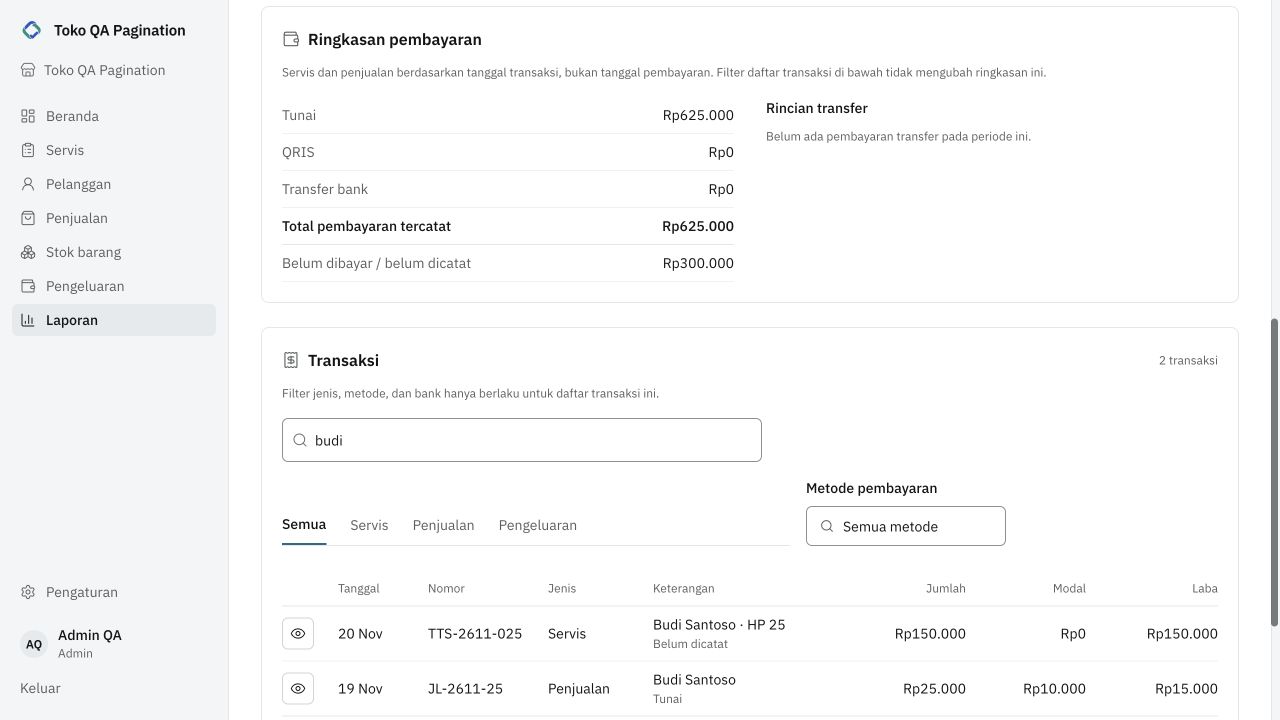 Toko QA Pagination
Toko QA Pagination
Beranda
Servis
Pelanggan
Penjualan
Stok barang
Pengeluaran
Laporan
Pengaturan
AQ
Admin QA
Admin
Keluar
Ringkasan pembayaran
Servis dan penjualan berdasarkan tanggal transaksi, bukan tanggal pembayaran. Filter daftar transaksi di bawah tidak mengubah ringkasan ini.
Tunai Rp625.000
QRIS Rp0
Transfer bank Rp0
Total pembayaran tercatat Rp625.000
Belum dibayar / belum dicatat Rp300.000
Rincian transfer
Belum ada pembayaran transfer pada periode ini.
Transaksi 2 transaksi
Filter jenis, metode, dan bank hanya berlaku untuk daftar transaksi ini.
budi
Semua Servis Penjualan Pengeluaran
Metode pembayaran
Semua metode
Tanggal Nomor Jenis Keterangan Jumlah Modal Laba
20 Nov TTS-2611-025 Servis Budi Santoso · HP 25 Rp150.000 Rp0 Rp150.000
Belum dicatat
19 Nov JL-2611-25 Penjualan Budi Santoso Rp25.000 Rp10.000 Rp15.000
Tunai